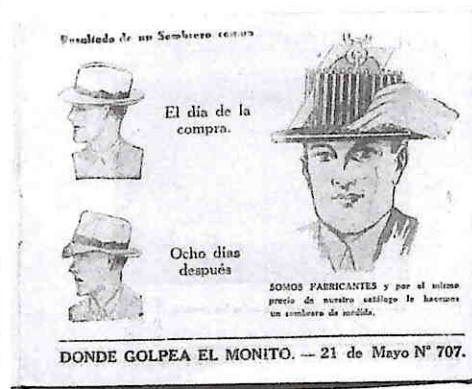 Resultado de un Sombrero común
El día de la
compra.
Ocho días
después
SOMOS FABRICANTES y por el mismo
precio de nuestro catálogo le hacemos
un sombrero de medida.
DONDE GOLPEA EL MONITO. — 21 de Mayo N° 707.